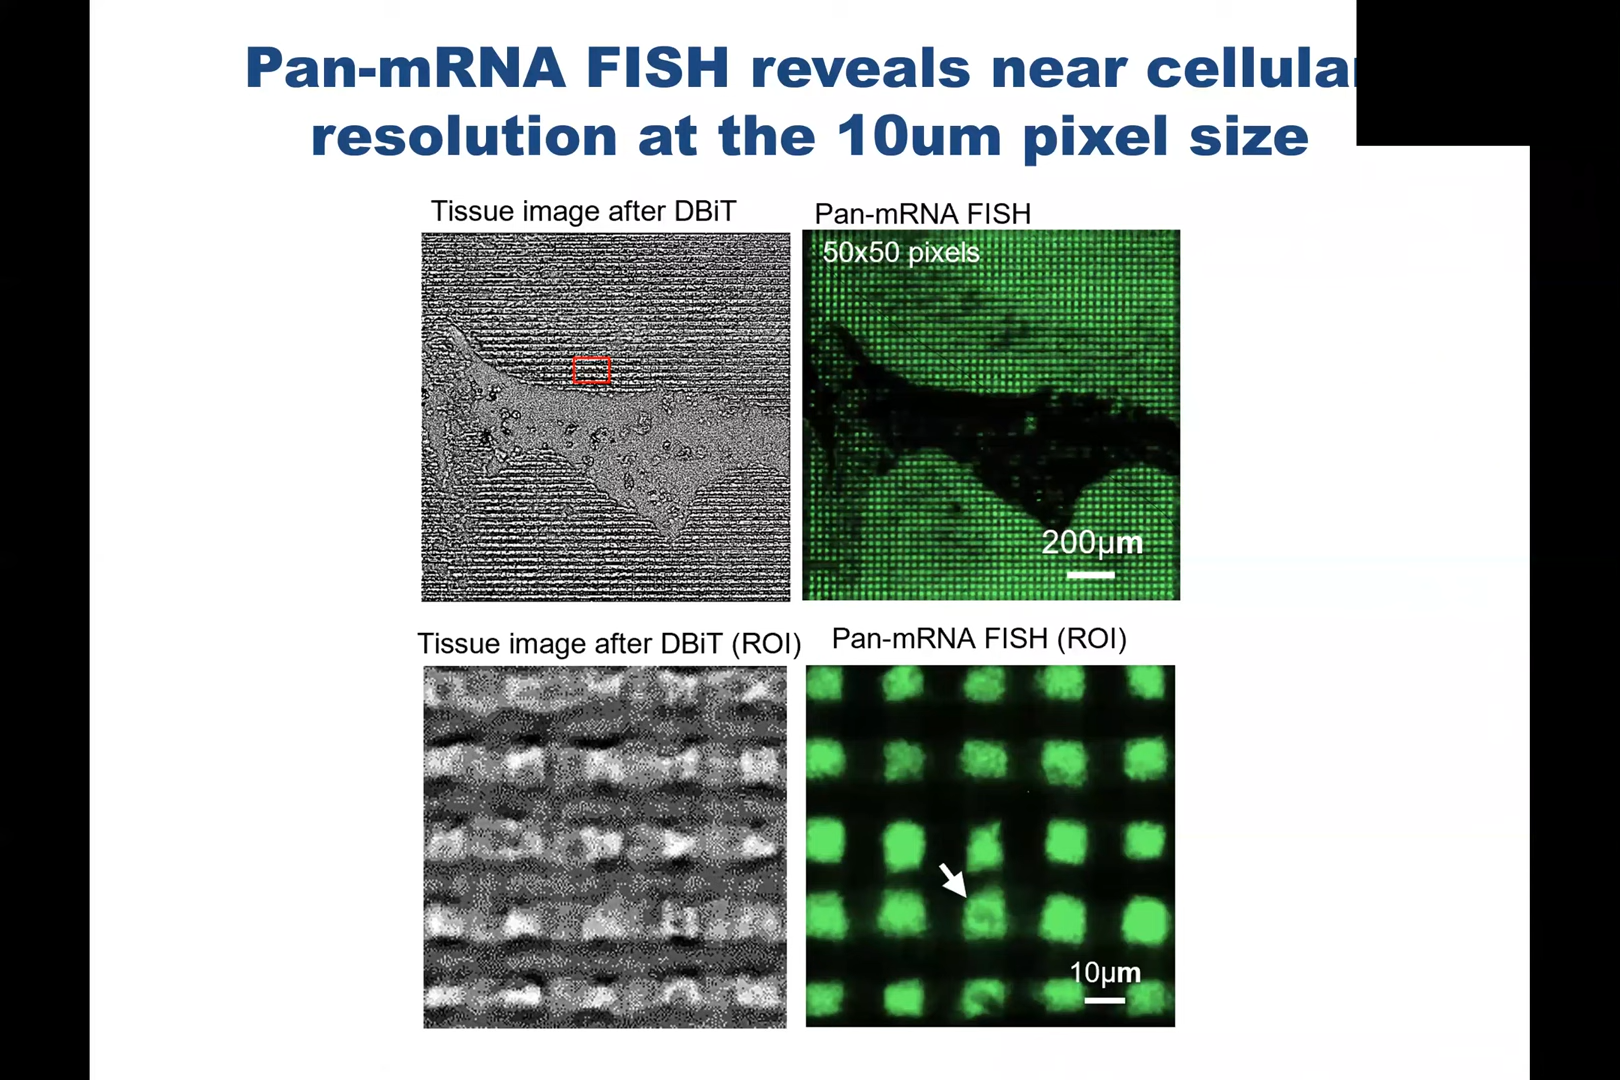 Pan-mRNA FISH reveals near cellular
resolution at the 10um pixel size
Tissue image after DBiT
Pan-mRNA FISH
50x50 pixels
200µm
Tissue image after DBiT (ROI)
Pan-mRNA FISH (ROI)
10µm